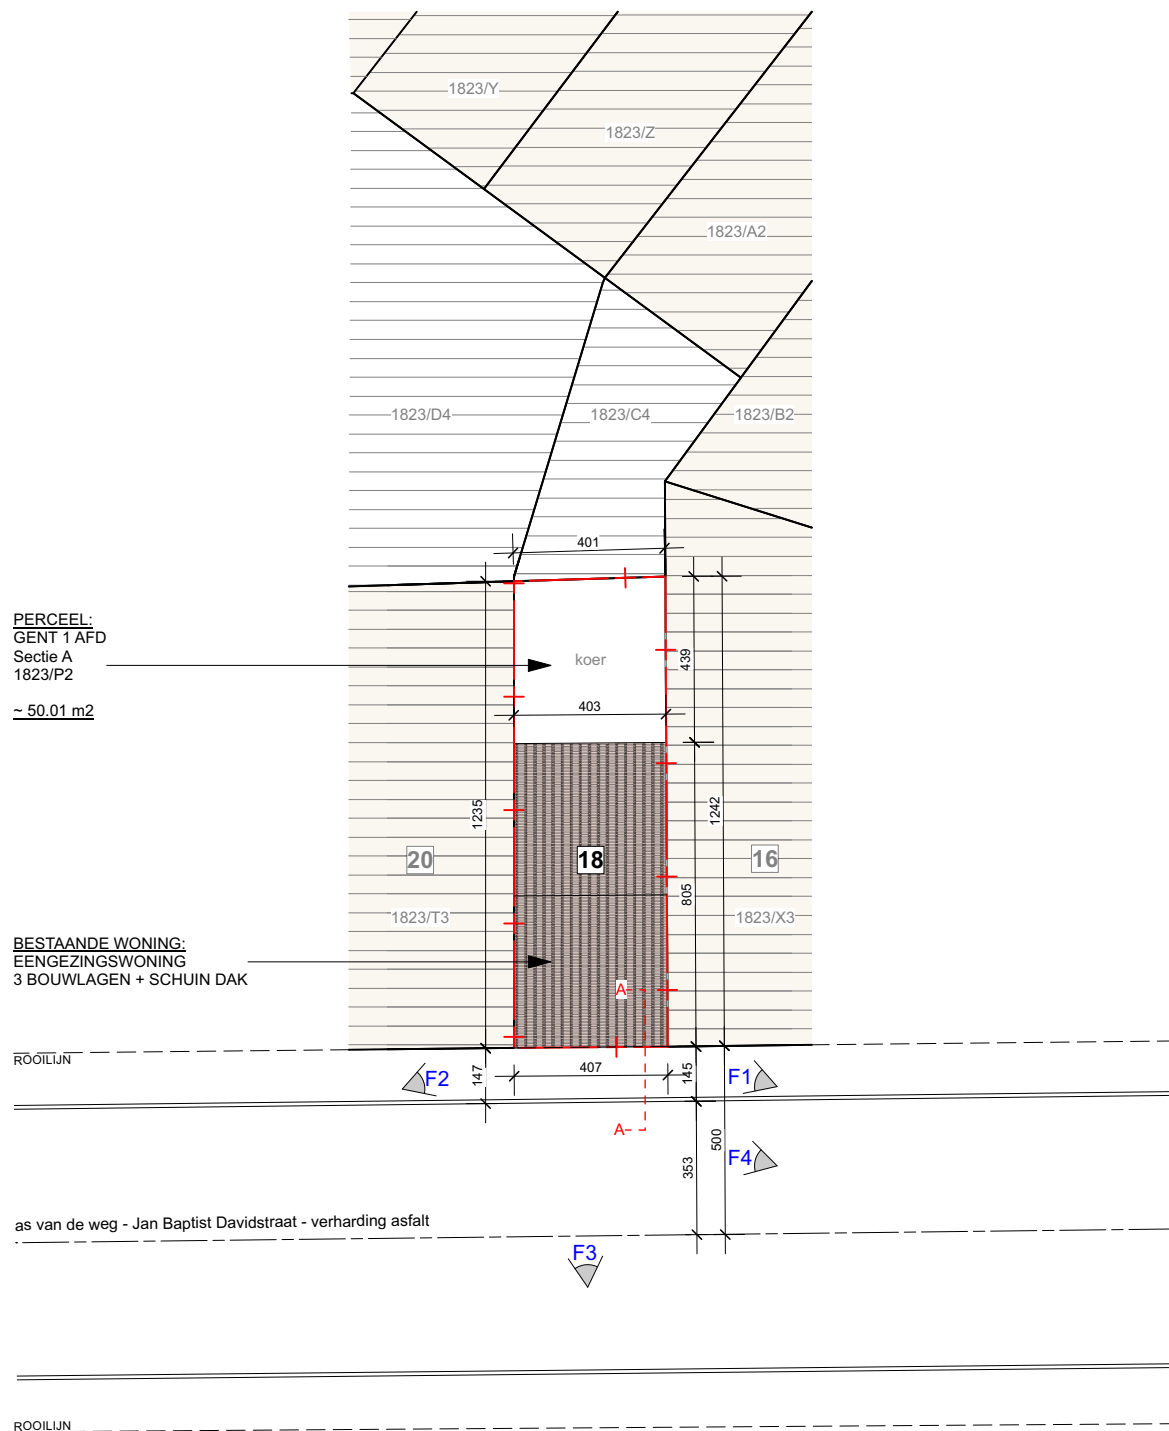 1823/Y
1823/Z
1823/A2
1823/D4
1823/C4
1823/B2
401
PERCEEL:
GENT 1 AFD
Sectie A
1823/P2
~ 50.01 m2
koer
439
403
1235
1242
20
18
16
805
1823/T3
1823/X3
BESTAANDE WONING:
EENGEZINSWONING
3 BOUWLAGEN + SCHUIN DAK
A
ROOILIJN
F2
147
407
145
F1
A
500
353
F4
as van de weg - Jan Baptist Davidstraat - verharding asfalt
F3
ROOILIJN